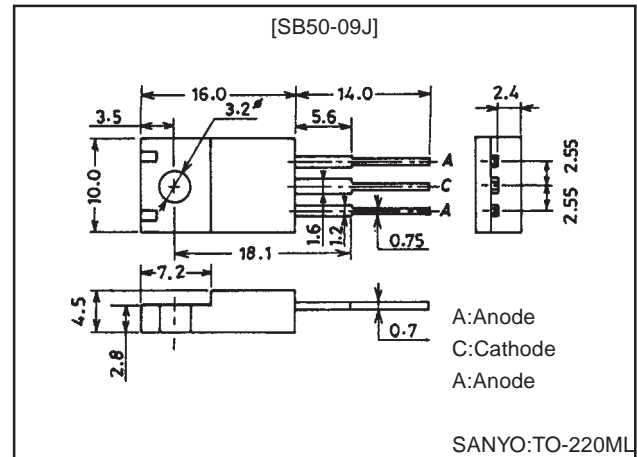 [SB50-09J]
16.0
14.0
2.4
3.5
3.2ø
5.6
10.0
A
C
A
2.55
2.55
1.6
1.2
0.75
18.1
7.2
4.5
2.8
0.7
A:Anode
C:Cathode
A:Anode
SANYO:TO-220ML